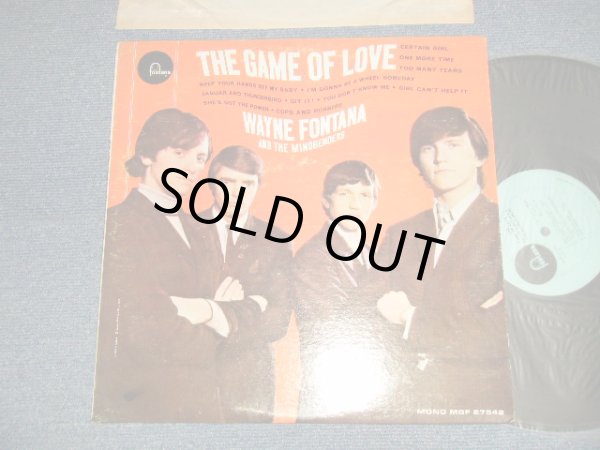 fontana
THE GAME OF LOVE
CERTAIN GIRL
ONE MORE TIME
TOO MANY TEARS
KEEP YOUR HANDS OFF MY BABY • I'M GONNA BE A WHEEL SOMEDAY
JAGUAR AND THUNDERBIRD • GIT IT! • YOU DON'T KNOW ME • GIRL CAN'T HELP IT
SHE'S GOT THE POWER • COPS AND ROBBERS
WAYNE FONTANA
AND THE MINDBENDERS
SOLD OUT
MONO MGF 27542